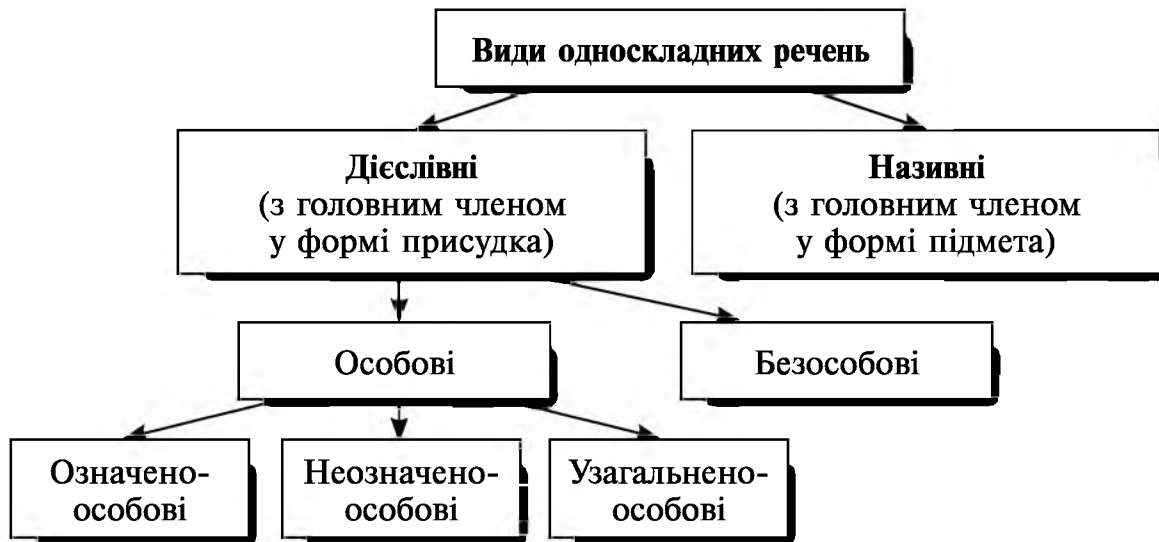 Види односкладних речень
Дієслівні
(з головним членом
у формі присудка)
Називні
(з головним членом
у формі підмета)
Особові
Безособові
Означено-
особові
Неозначено-
особові
Узагальнено-
особові